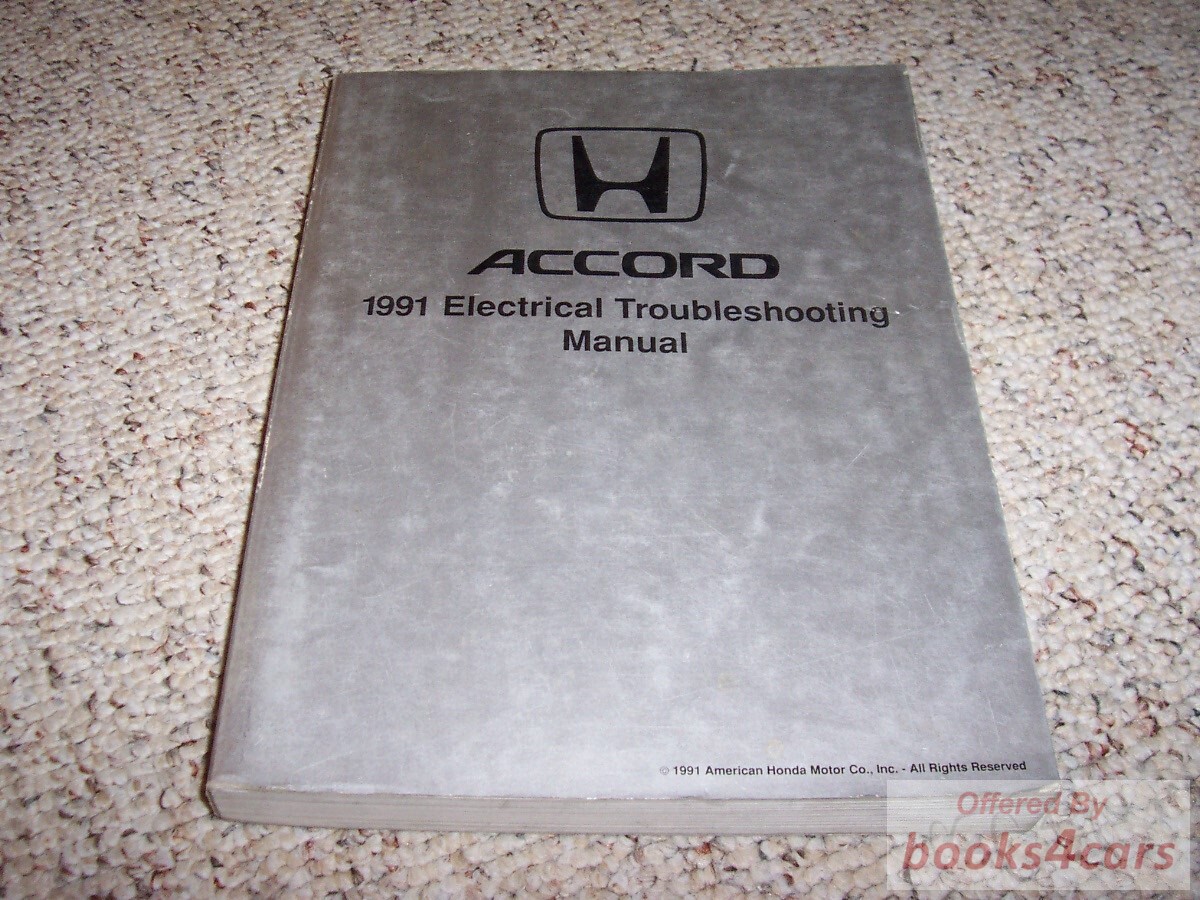 ACCORD
1991 Electrical Troubleshooting
Manual
© 1991 American Honda Motor Co., Inc. - All Rights Reserved
Offered By
books4cars